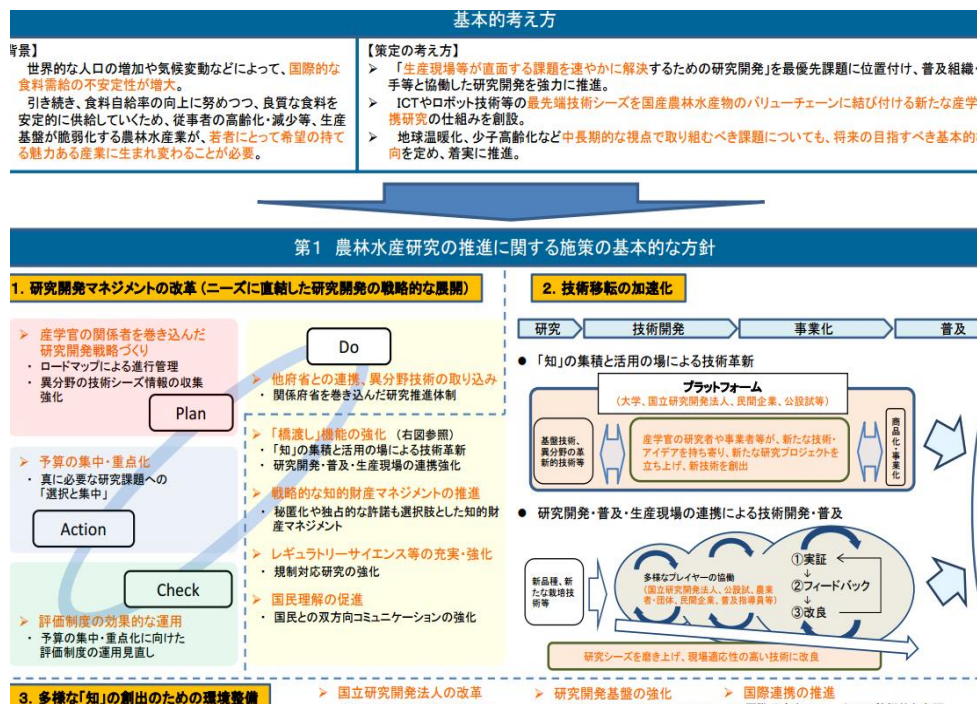 基本的考え方
背景】
世界的な人口の増加や気候変動などによって、国際的な
食料需給の不安定性が増大。
引き続き、食料自給率の向上に努めつつ、良質な食料を
安定的に供給していくため、従事者の高齢化・減少等、生産
基盤が脆弱化する農林水産業が、若者にとって希望の持て
る魅力ある産業に生まれ変わることが必要。
【策定の考え方】
➢ 「生産現場等が直面する課題を速やかに解決するための研究開発」を最優先課題に位置付け、普及組織・
手等と協働した研究開発を強力に推進。
➢ ICTやロボット技術等の最先端技術シーズを国産農林水産物のバリューチェーンに結び付ける新たな産学
携研究の仕組みを創設。
➢ 地球温暖化、少子高齢化など中長期的な視点で取り組むべき課題についても、将来の目指すべき基本的
向を定め、着実に推進。
第1 農林水産研究の推進に関する施策の基本的な方針
1. 研究開発マネジメントの改革(ニーズに直結した研究開発の戦略的な展開)
➢ 産学官の関係者を巻き込んだ
研究開発戦略づくり
・ ロードマップによる進行管理
・ 異分野の技術シーズ情報の収集
強化
Plan
➢ 予算の集中・重点化
・ 真に必要な研究課題への
「選択と集中」
Action
Check
➢ 評価制度の効果的な運用
・ 予算の集中・重点化に向けた
評価制度の運用見直し
Do
➢ 他府省との連携、異分野技術の取り込み
・ 関係府省を巻き込んだ研究推進体制
➢ 「橋渡し」機能の強化 (右図参照)
・ 「知」の集積と活用の場による技術革新
・ 研究開発・普及・生産現場の連携強化
➢ 戦略的な知的財産マネジメントの推進
・ 秘匿化や独占的な許諾も選択肢とした知的財
産マネジメント
➢ レギュラトリーサイエンス等の充実・強化
・ 規制対応研究の強化
➢ 国民理解の促進
・ 国民との双方向コミュニケーションの強化
2. 技術移転の加速化
研究
技術開発
事業化
普及
● 「知」の集積と活用の場による技術革新
プラットフォーム
(大学、国立研究開発法人、民間企業、公設試等)
基盤技術、
異分野の革
新的技術等
産学官の研究者や事業者等が、新たな技術・
アイデアを持ち寄り、新たな研究プロジェクトを
立ち上げ、新技術を創出
商品化・事業化
● 研究開発・普及・生産現場の連携による技術開発・普及
新品種、新
たな栽培技
術等
多様なプレイヤーの協働
(国立研究開発法人、公設試、農業
者・団体、民間企業、普及指導員等)
①実証
↓
②フィードバック
↓
③改良
研究シーズを磨き上げ、現場適応性の高い技術に改良
3. 多様な「知」の創出のための環境整備
➢ 国立研究開発法人の改革
➢ 研究開発基盤の強化
➢ 国際連携の推進